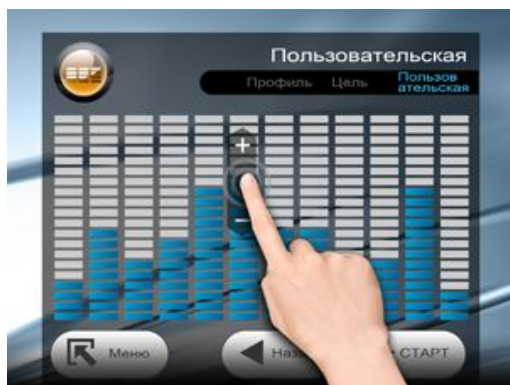 Пользовательская
Профиль Цель Пользов
ательская
+
−
Меню
СТАРТ